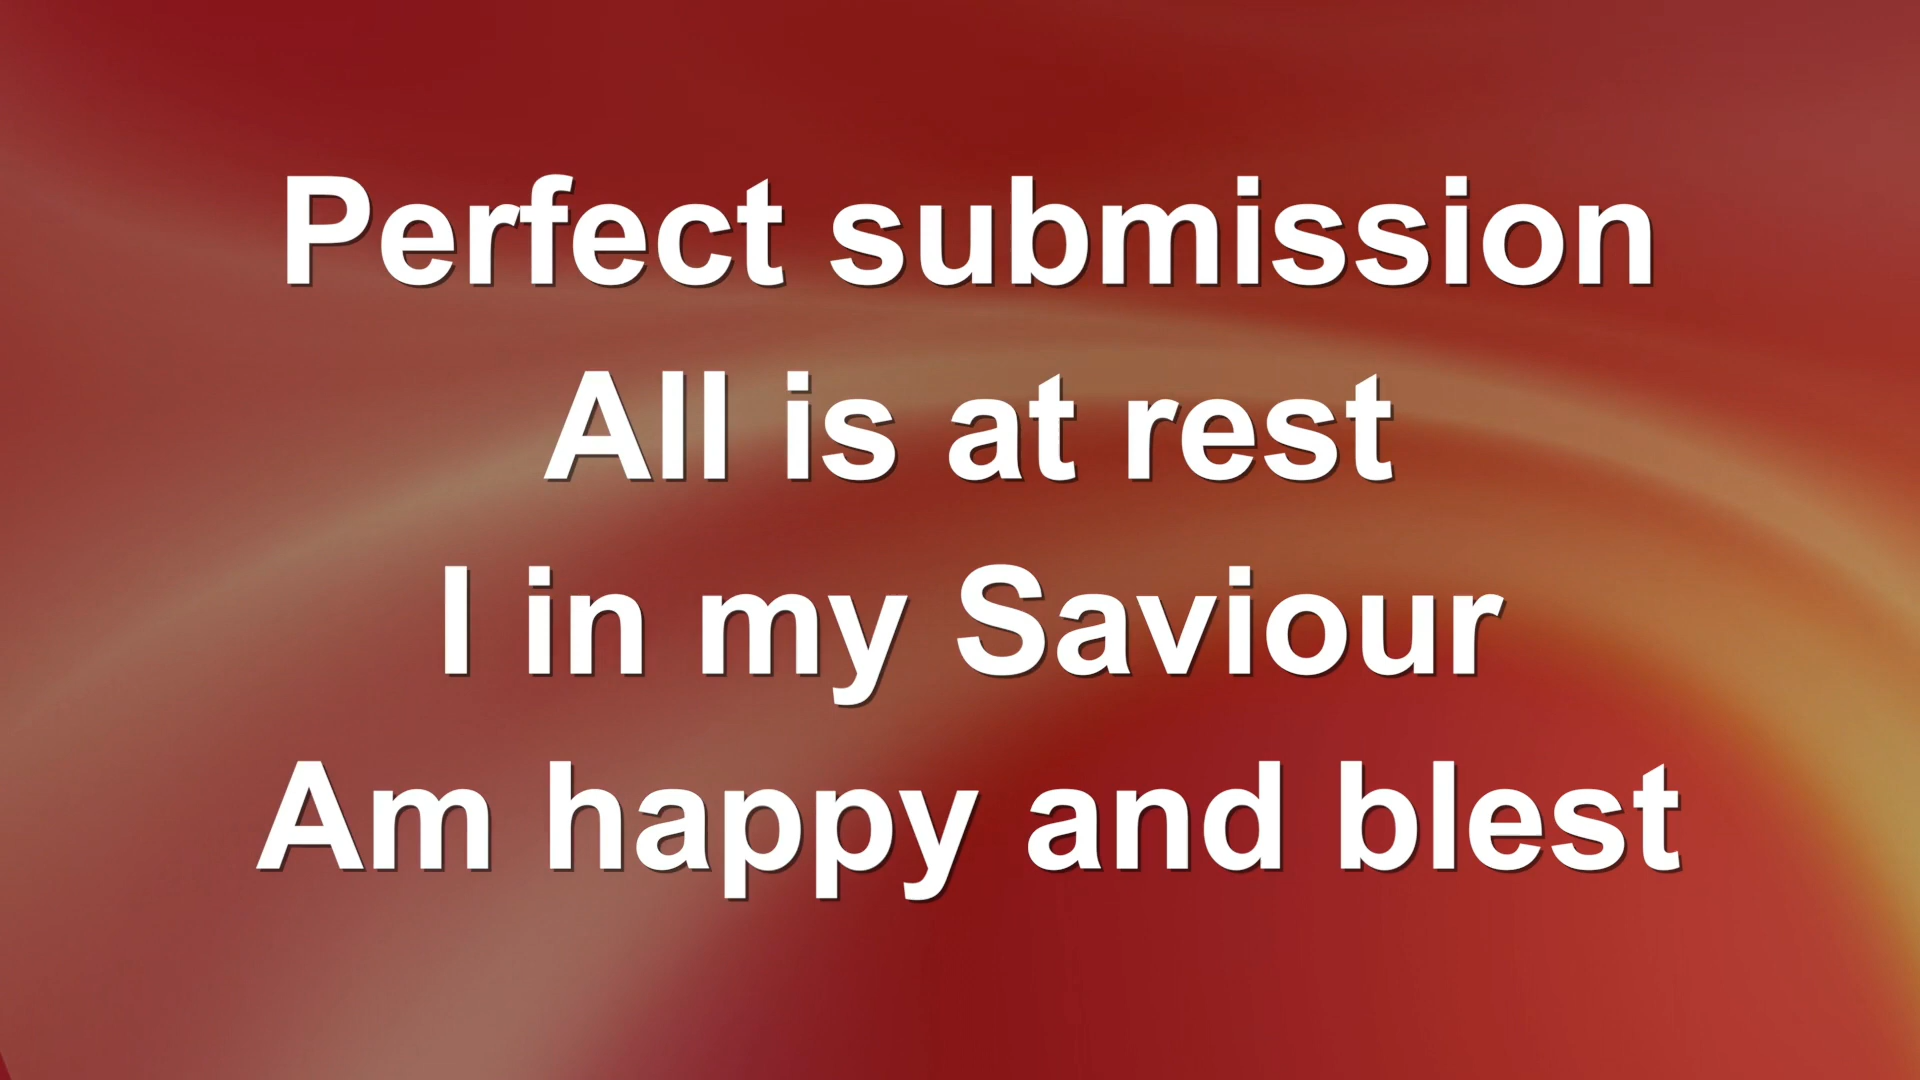 Perfect submission
All is at rest
I in my Saviour
Am happy and blest